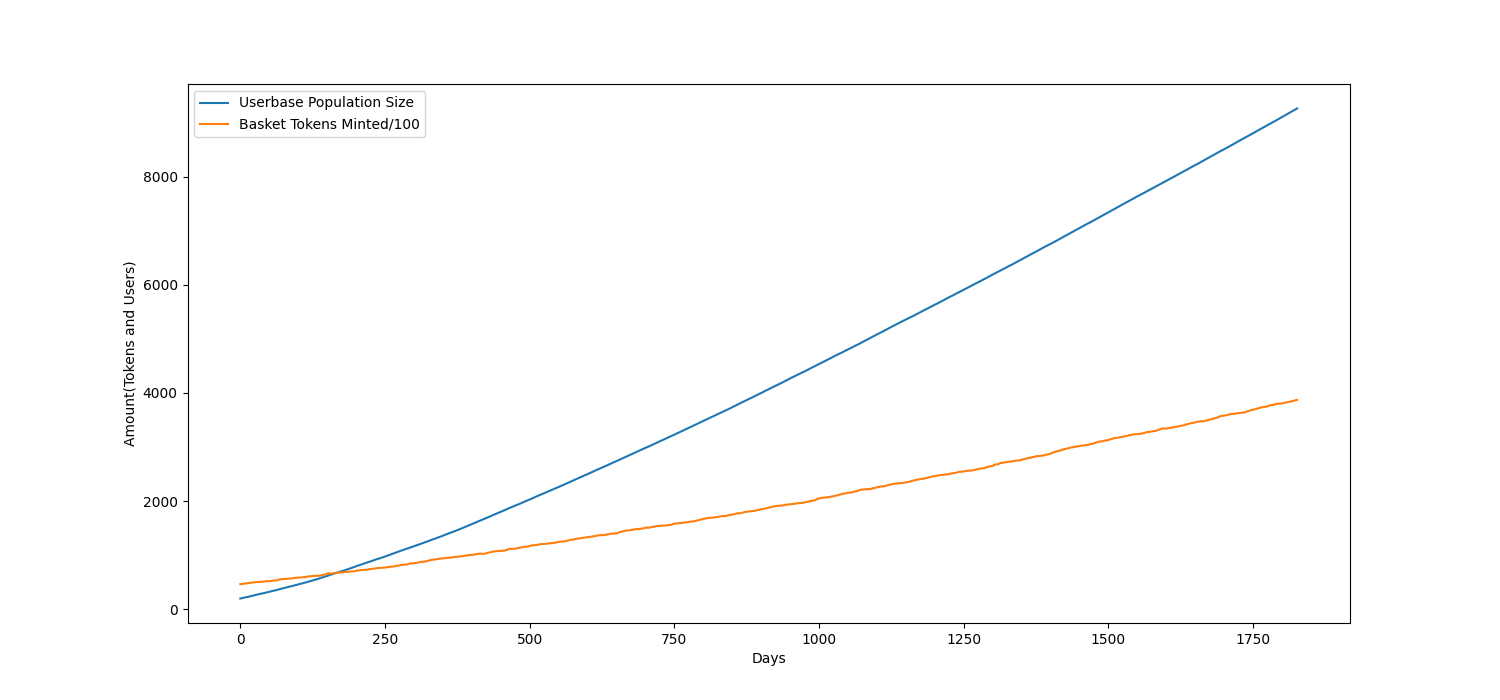 Userbase Population Size
Basket Tokens Minted/100
8000
6000
4000
2000
0
Amount(Tokens and Users)
0 250 500 750 1000 1250 1500 1750
Days